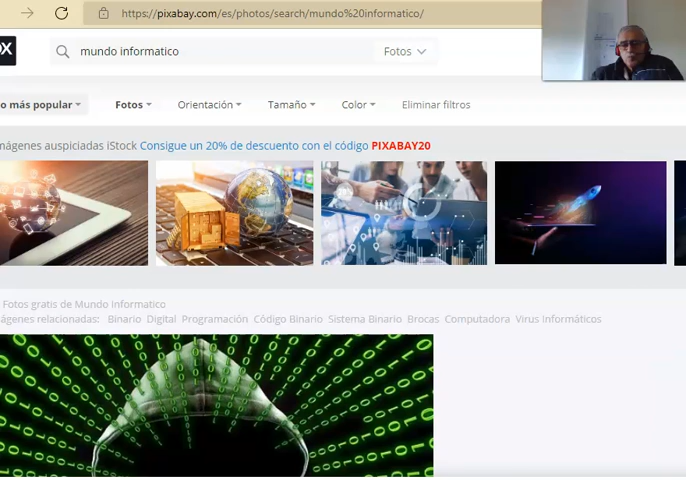 https://pixabay.com/es/photos/search/mundo%20informatico/
mundo informatico
Fotos
o más popular
Fotos
Orientación
Tamaño
Color
Eliminar filtros
mágenes auspiciadas iStock Consigue un 20% de descuento con el código PIXABAY20
Fotos gratis de Mundo Informatico
ágenes relacionadas: Binario Digital Programación Código Binario Sistema Binario Brocas Computadora Virus Informáticos